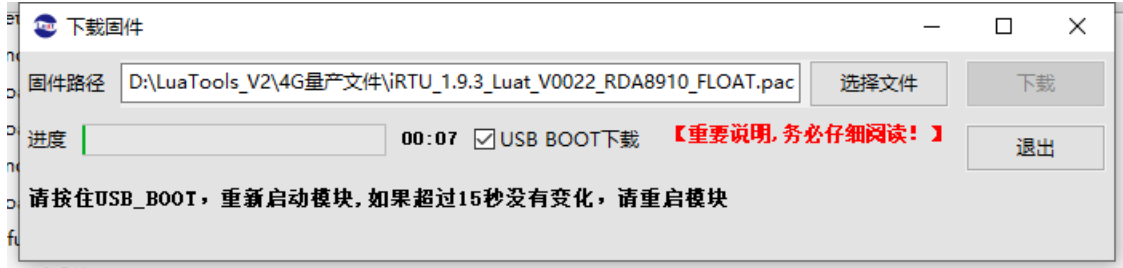 Luat 下载固件
固件路径 D:\LuaTools_V2\4G量产文件\iRTU_1.9.3_Luat_V0022_RDA8910_FLOAT.pac 选择文件 下载
进度 00:07 USB BOOT下载 【重要说明,务必仔细阅读!】 退出
请按住USB_BOOT，重新启动模块,如果超过15秒没有变化，请重启模块